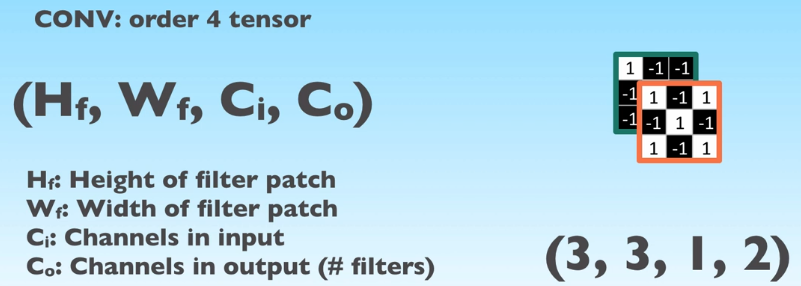 CONV: order 4 tensor
(Hf, Wf, Ci, Co)
Hf: Height of filter patch
Wf: Width of filter patch
Ci: Channels in input
Co: Channels in output (# filters)
1 -1 -1
-1
-1
1 -1 1
-1 1 -1
1 -1 1
(3, 3, 1, 2)